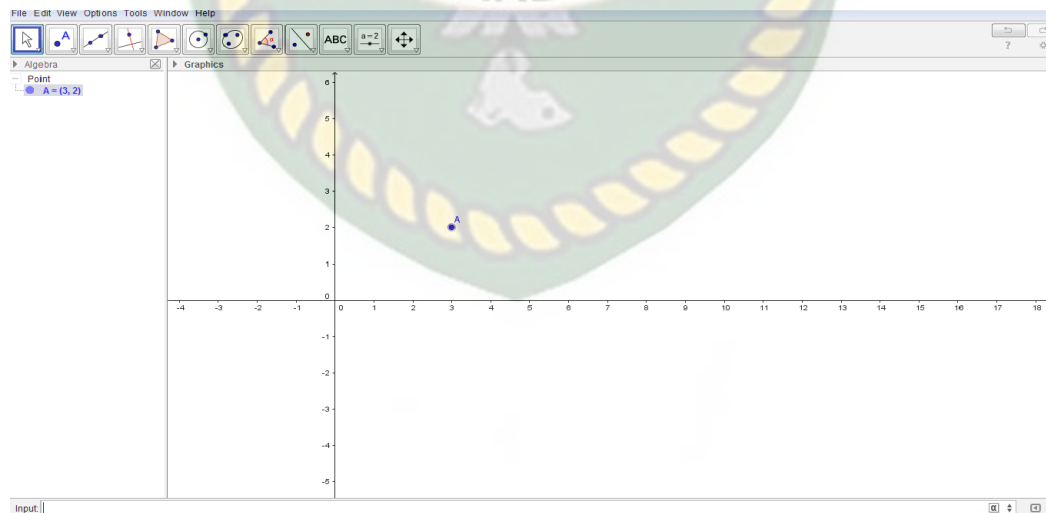 File Edit View Options Tools Window Help
A ABC a=2
?
Algebra Graphics
Point
A = (3, 2)
6
5
4
3
A
2
1
0
-4 -3 -2 -1 0 1 2 3 4 5 6 7 8 9 10 11 12 13 14 15 16 17 18
-1
-2
-3
-4
-5
Input: α